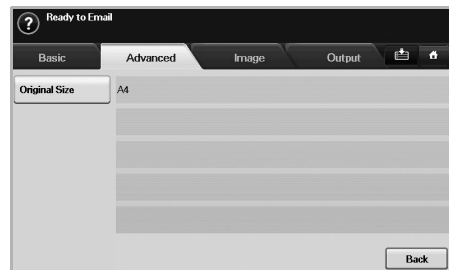 ? Ready to Email
Basic Advanced Image Output
Original Size A4
Back